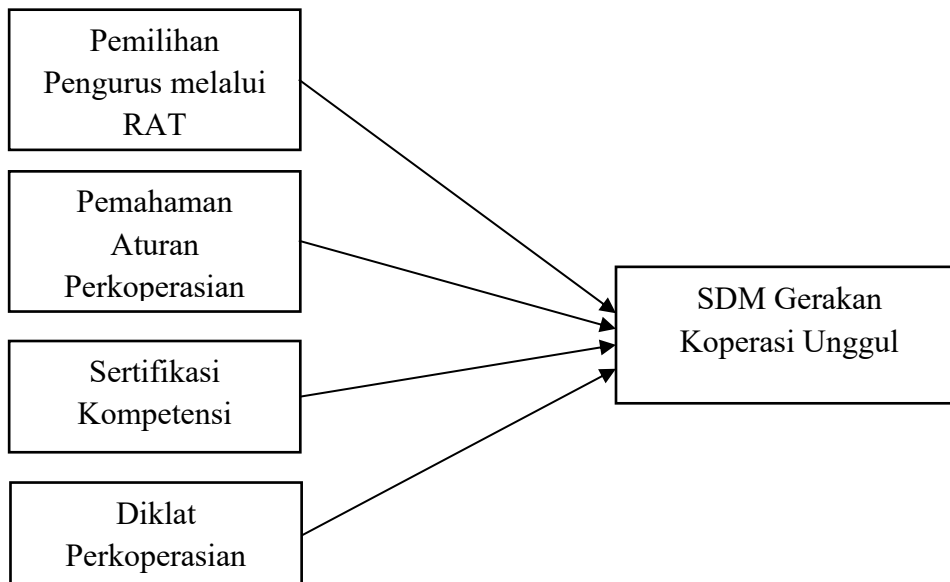 Pemilihan
Pengurus melalui
RAT
Pemahaman
Aturan
Perkoperasian
Sertifikasi
Kompetensi
Diklat
Perkoperasian
SDM Gerakan
Koperasi Unggul